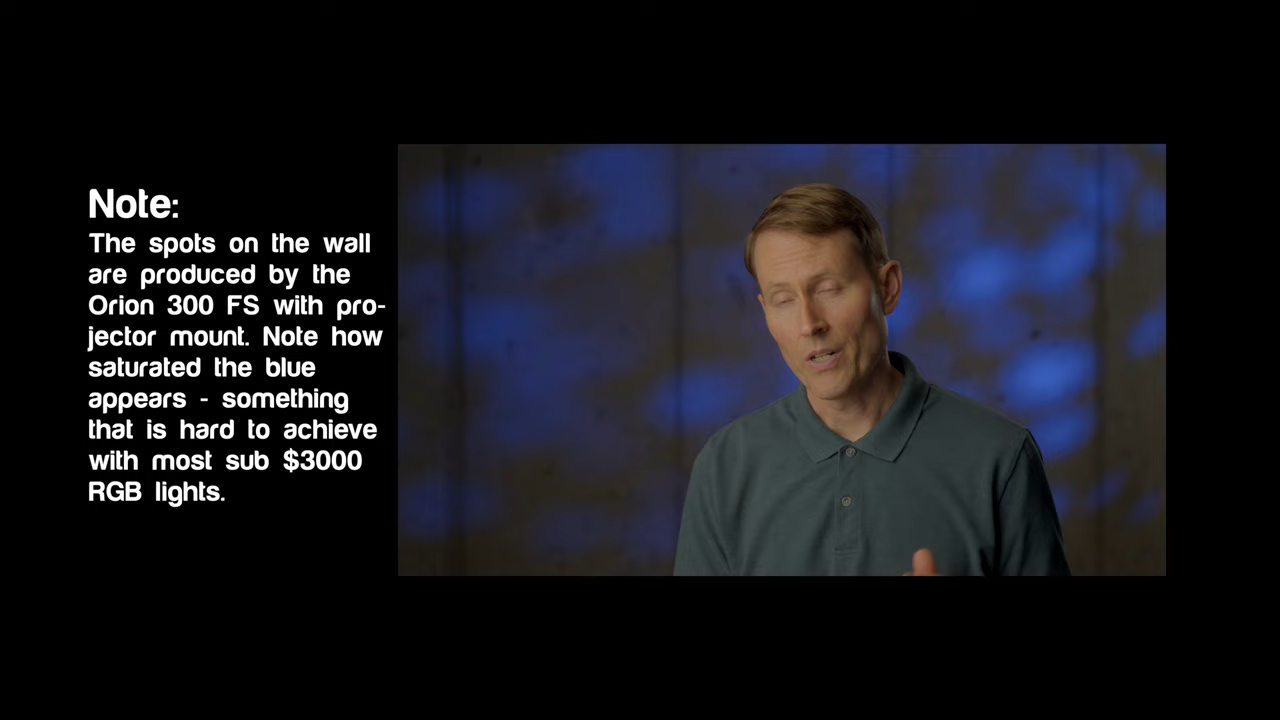 Note:
The spots on the wall
are produced by the
Orion 300 FS with pro-
jector mount. Note how
saturated the blue
appears - something
that is hard to achieve
with most sub $3000
RGB lights.